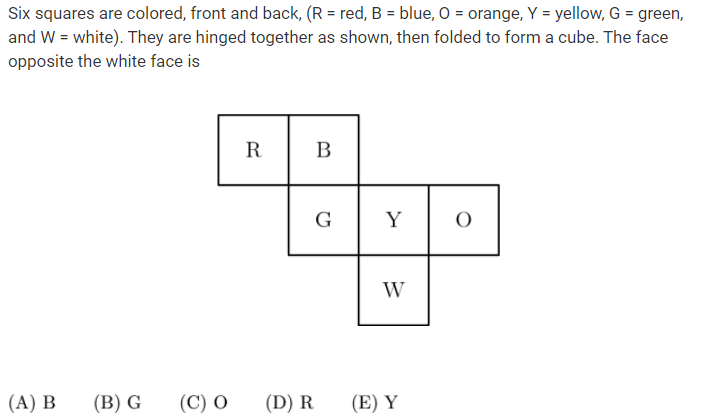 Six squares are colored, front and back, (R = red, B = blue, O = orange, Y = yellow, G = green,
and W = white). They are hinged together as shown, then folded to form a cube. The face
opposite the white face is
R B
G Y O
W
(A) B (B) G (C) O (D) R (E) Y